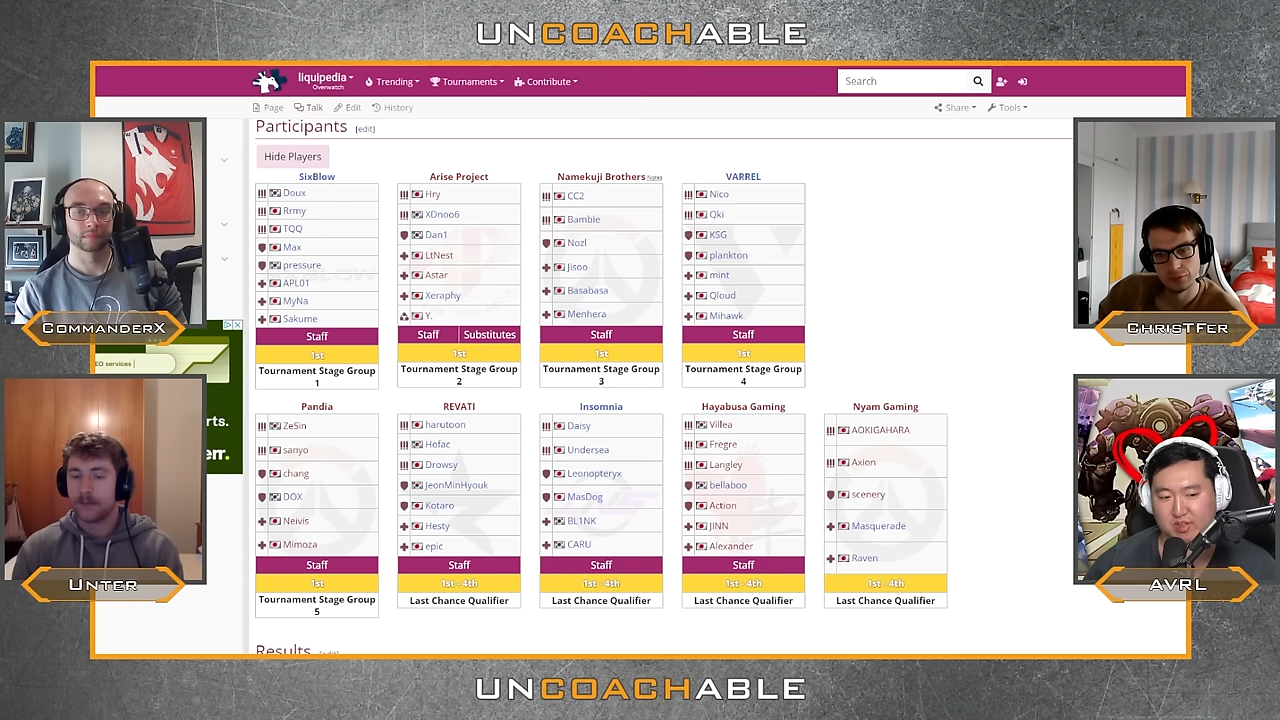 UNCOACHABLE
liquipedia
Overwatch
Trending
Tournaments
Contribute
Search
Page
Talk
Edit
History
Share
Tools
Participants [edit]
Hide Players
SixBlow
Doux
Rrmy
TQQ
Max
pressure
APL01
MyNa
Sakume
Staff
1st
Tournament Stage Group 1
Arise Project
Hry
XDnoo6
Dan1
LtNest
Astar
Xeraphy
Y.
Staff
Substitutes
1st
Tournament Stage Group 2
Namekuji Brothers Notes
CC2
Bambie
Nozl
Jisoo
Basabasa
Menhera
Staff
1st
Tournament Stage Group 3
VARREL
Nico
Qki
KSG
plankton
mint
Qloud
Mihawk
Staff
1st
Tournament Stage Group 4
Pandia
ZeSin
sanyo
chang
DOX
Neivis
Mimoza
Staff
1st
Tournament Stage Group 5
REVATI
harutoon
Hofac
Drowsy
JeonMinHyouk
Kotaro
Hesty
epic
Staff
1st - 4th
Last Chance Qualifier
Insomnia
Daisy
Undersea
Leonopteryx
MasDog
BL1NK
CARU
Staff
1st - 4th
Last Chance Qualifier
Hayabusa Gaming
Villea
Fregre
Langley
bellaboo
Action
JINN
Alexander
Staff
1st - 4th
Last Chance Qualifier
Nyam Gaming
AOKIGAHARA
Axion
scenery
Masquerade
Raven
1st - 4th
Last Chance Qualifier
Results [edit]
COMMANDERX
UNTER
CHRISTFER
AVRL
EO services
rts.
err.
UNCOACHABLE